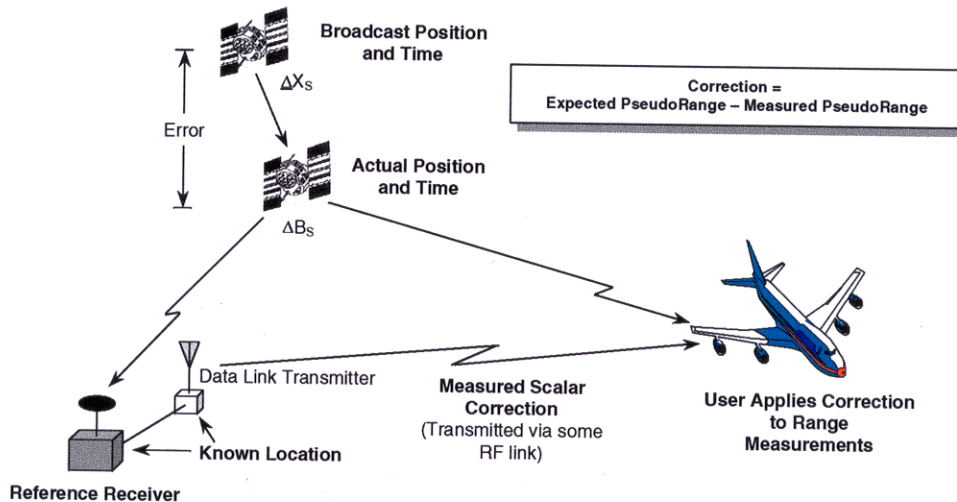 Broadcast Position
and Time
ΔXS
Correction =
Expected PseudoRange – Measured PseudoRange
Error
Actual Position
and Time
ΔBS
Data Link Transmitter
Measured Scalar
Correction
(Transmitted via some
RF link)
User Applies Correction
to Range
Measurements
Known Location
Reference Receiver